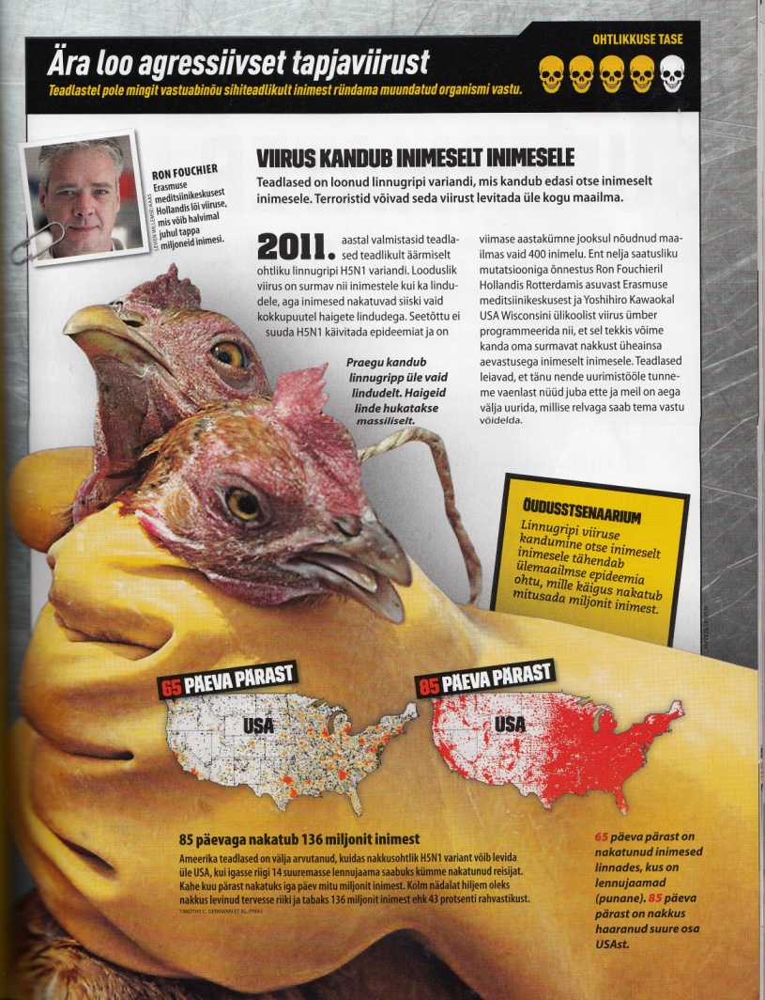 OHTLIKKUSE TASE
Ära loo agressiivset tapjaviirust
Teadlastel pole mingit vastuabinõu sihiteadlikult inimest ründama muundatud organismi vastu.
RON FOUCHIER
Erasmuse
meditsiinikeskusest
Hollandis lõi viiruse,
mis võib halvimal
juhul tappa
miljoneid inimesi.
VIIRUS KANDUB INIMESELT INIMESELE
Teadlased on loonud linnugripi variandi, mis kandub edasi otse inimeselt
inimesele. Terroristid võivad seda viirust levitada üle kogu maailma.
2011. aastal valmistasid teadla-
sed teadlikult äärmiselt
ohtliku linnugripi H5N1 variandi. Looduslik
viirus on surmav nii inimestele kui ka lindu-
dele, aga inimesed nakatuvad siiski vaid
kokkupuutel haigete lindudega. Seetõttu ei
suuda H5N1 käivitada epideemiat ja on
viimase aastakümne jooksul nõudnud maa-
ilmas vaid 400 inimelu. Ent nelja saatusliku
mutatsiooniga õnnestus Ron Fouchieril
Hollandis Rotterdamis asuvast Erasmuse
meditsiinikeskusest ja Yoshihiro Kawaokal
USA Wisconsini ülikoolist viirus ümber
programmeerida nii, et sel tekkis võime
kanda oma surmavat nakkust üheainsa
aevastusega inimeselt inimesele. Teadlased
leiavad, et tänu nende uurimistööle tunne-
me vaenlast nüüd juba ette ja meil on aega
välja uurida, millise relvaga saab tema vastu
võidelda.
Praegu kandub
linnugripp üle vaid
lindudelt. Haigeid
linde hukatakse
massiliselt.
ÕUDUSSTSENAARIUM
Linnugripi viiruse
kandumine otse inimeselt
inimesele tähendab
ülemaailmse epideemia
ohtu, mille käigus nakatub
mitusada miljonit inimest.
65 PÄEVA PÄRAST
USA
85 PÄEVA PÄRAST
USA
85 päevaga nakatub 136 miljonit inimest
Ameerika teadlased on välja arvutanud, kuidas nakkusohtlik H5N1 variant võib levida
üle USA, kui igasse riigi 14 suuremasse lennujaama saabuks kümme nakatunud reisijat.
Kahe kuu pärast nakatuks iga päev mitu miljonit inimest. Kolm nädalat hiljem oleks
nakkus levinud tervesse riiki ja tabaks 136 miljonit inimest ehk 43 protsenti rahvastikust.
TIMOTHY C. GERMANN ET AL./PNAS
65 päeva pärast on
nakatunud inimesed
linnades, kus on
lennujaamad
(punane). 85 päeva
pärast on nakkus
haaranud suure osa
USAst.